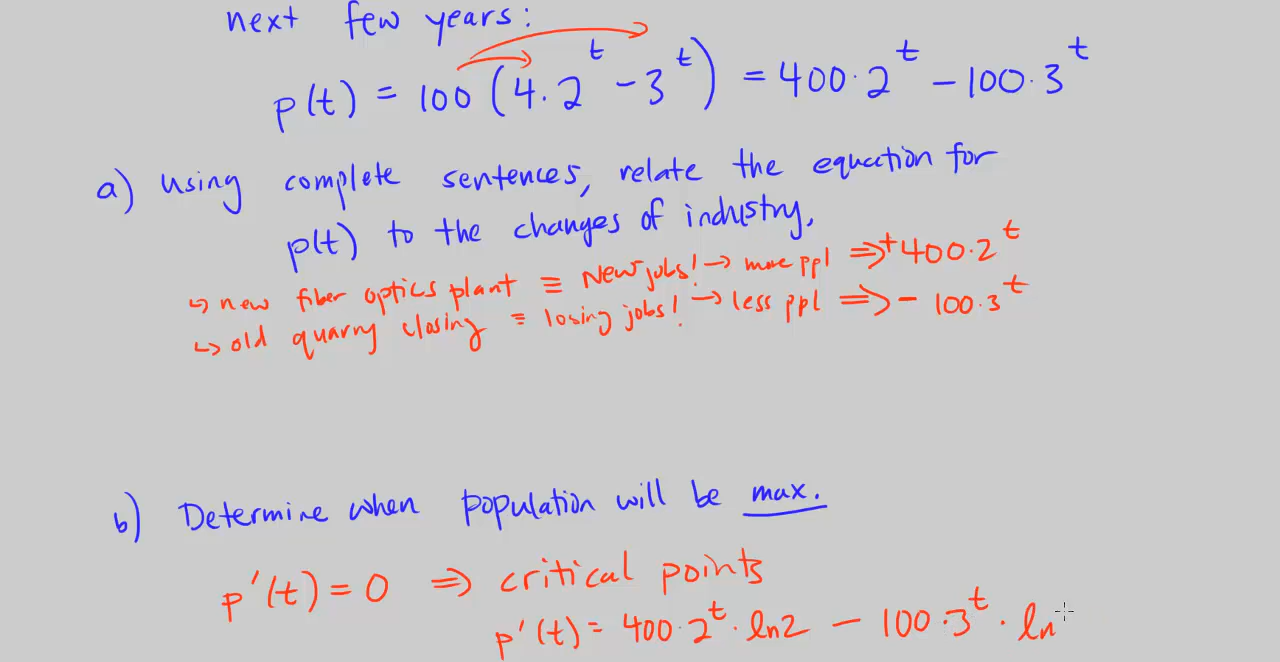 next few years:
p(t) = 100 (4·2^t - 3^t) = 400·2^t - 100·3^t
a) Using complete sentences, relate the equation for
p(t) to the changes of industry.
↳ new fiber optics plant ≡ New jobs! → more ppl ⟹ +400·2^t
↳ old quarry closing ≡ losing jobs! → less ppl ⟹ - 100·3^t
b) Determine when population will be max.
p'(t) = 0 ⟹ critical points
p'(t) = 400·2^t · ln2 - 100·3^t · ln